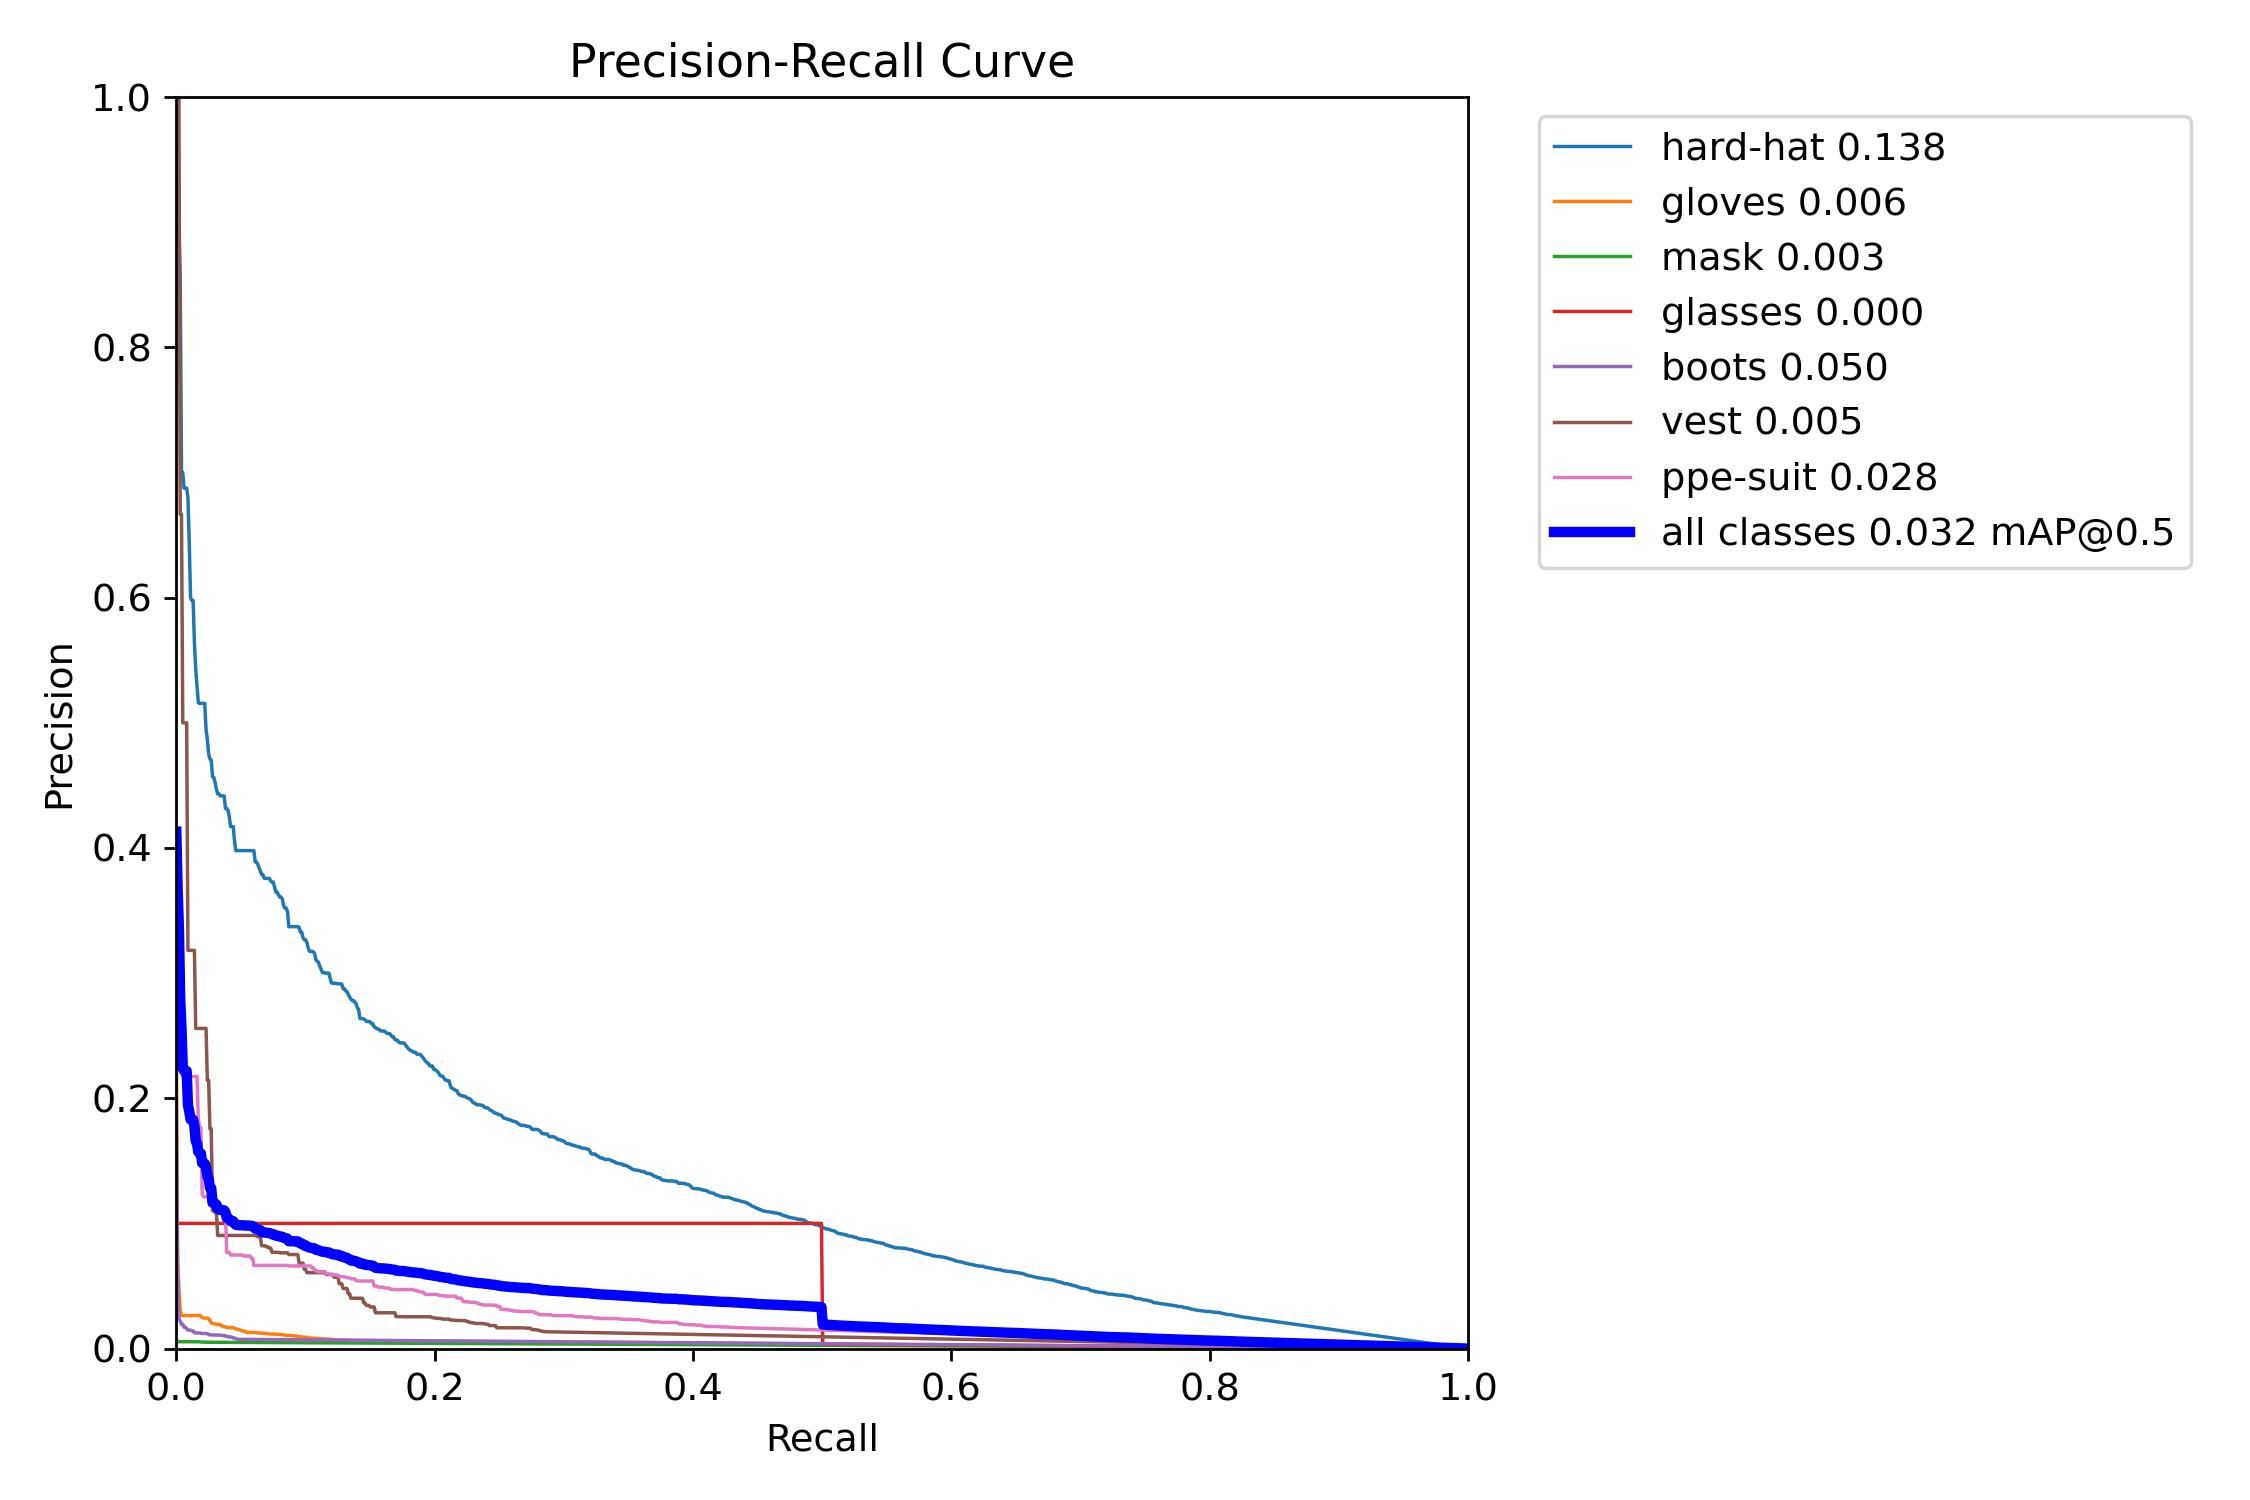 Precision-Recall Curve
1.0
0.8
0.6
0.4
0.2
0.0
Precision
0.0 0.2 0.4 0.6 0.8 1.0
Recall
hard-hat 0.138
gloves 0.006
mask 0.003
glasses 0.000
boots 0.050
vest 0.005
ppe-suit 0.028
all classes 0.032 mAP@0.5